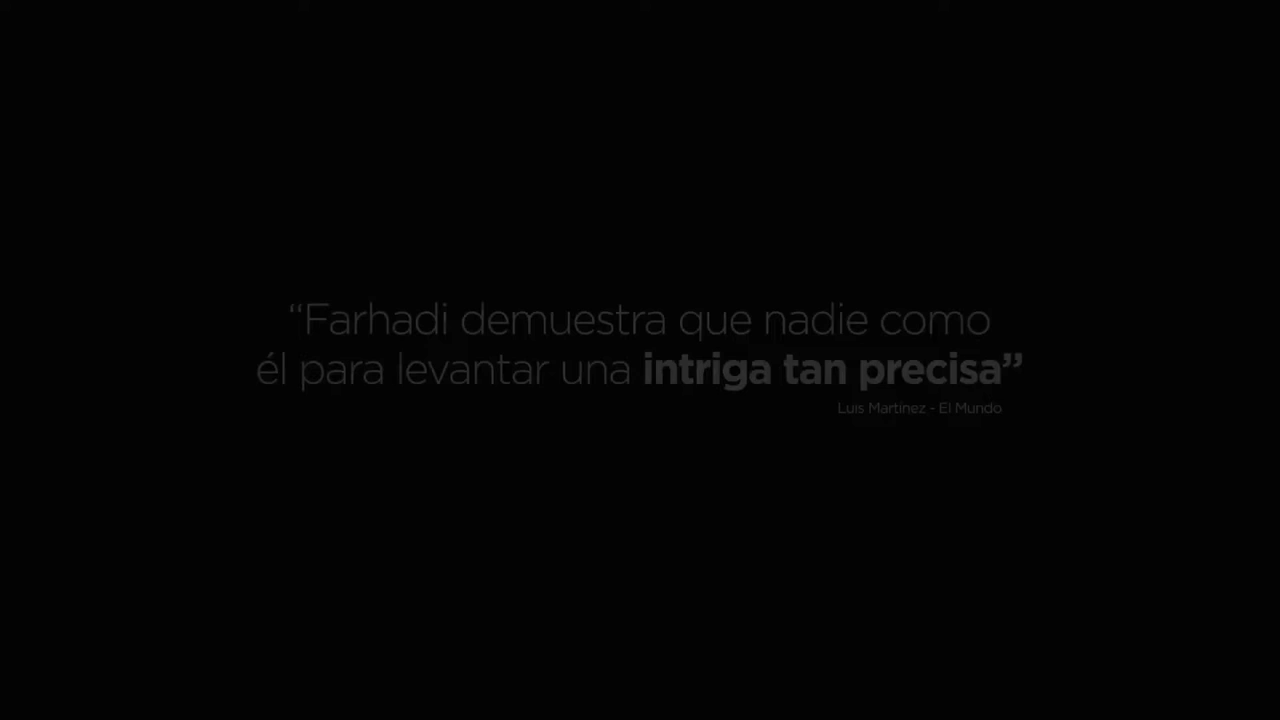 “Farhadi demuestra que nadie como
él para levantar una intriga tan precisa”
Luis Martínez - El Mundo